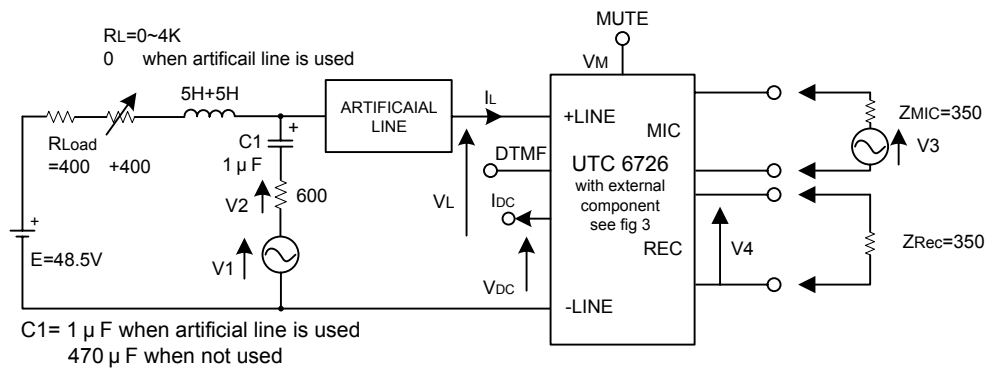 MUTE
RL=0~4K
0 when artificail line is used
VM
5H+5H
ARTIFICAIAL
LINE
IL
+LINE
MIC
ZMIC=350
V3
RLoad
=400 +400
C1
1 μ F
+
DTMF
UTC 6726
with external
component
see fig 3
V2
600
VL
IDC
+
E=48.5V
V1
VDC
REC
V4
ZRec=350
-LINE
C1= 1 μ F when artificial line is used
470 μ F when not used